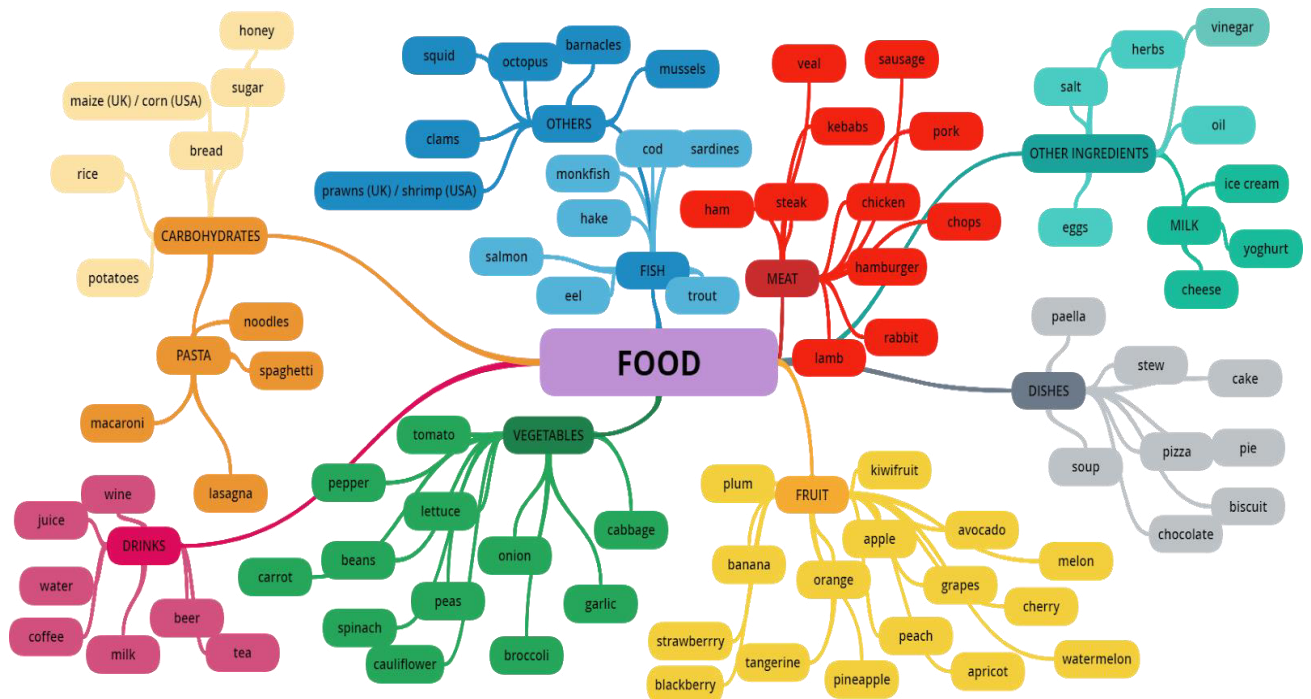 FOOD
CARBOHYDRATES
honey
sugar
maize (UK) / corn (USA)
bread
rice
potatoes
PASTA
noodles
spaghetti
macaroni
lasagna
OTHERS
squid
octopus
barnacles
mussels
clams
prawns (UK) / shrimp (USA)
FISH
cod
sardines
monkfish
hake
salmon
eel
trout
MEAT
veal
sausage
kebabs
pork
ham
steak
chicken
chops
hamburger
rabbit
lamb
OTHER INGREDIENTS
vinegar
herbs
salt
oil
eggs
MILK
ice cream
yoghurt
cheese
DISHES
paella
stew
cake
pizza
pie
soup
biscuit
chocolate
FRUIT
kiwifruit
plum
avocado
apple
melon
banana
orange
grapes
cherry
strawberrry
peach
tangerine
watermelon
apricot
pineapple
blackberry
VEGETABLES
tomato
pepper
lettuce
cabbage
onion
beans
carrot
peas
garlic
spinach
cauliflower
broccoli
DRINKS
wine
juice
water
beer
coffee
milk
tea